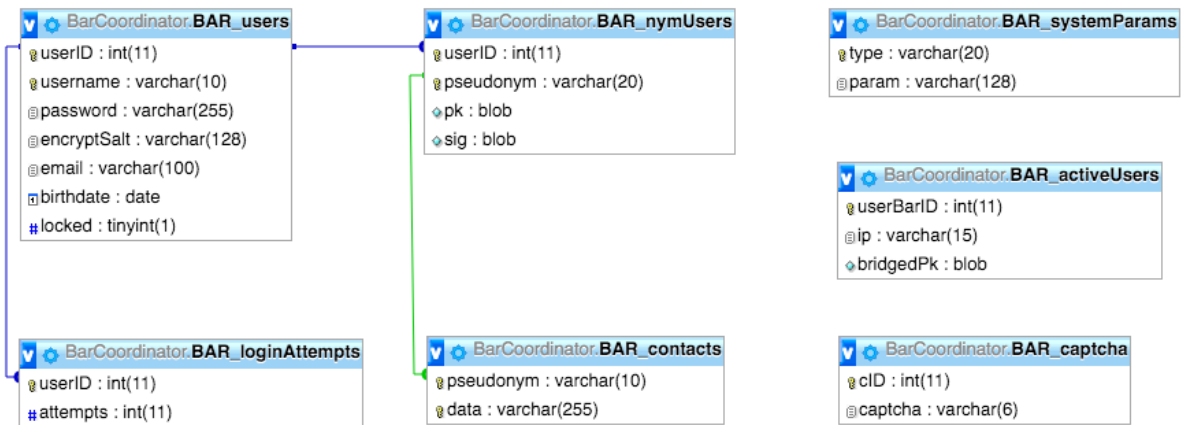 BarCoordinator.BAR_users
userID : int(11)
username : varchar(10)
password : varchar(255)
encryptSalt : varchar(128)
email : varchar(100)
birthdate : date
locked : tinyint(1)
BarCoordinator.BAR_nymUsers
userID : int(11)
pseudonym : varchar(20)
pk : blob
sig : blob
BarCoordinator.BAR_systemParams
type : varchar(20)
param : varchar(128)
BarCoordinator.BAR_activeUsers
userBarID : int(11)
ip : varchar(15)
bridgedPk : blob
BarCoordinator.BAR_loginAttempts
userID : int(11)
attempts : int(11)
BarCoordinator.BAR_contacts
pseudonym : varchar(10)
data : varchar(255)
BarCoordinator.BAR_captcha
cID : int(11)
captcha : varchar(6)